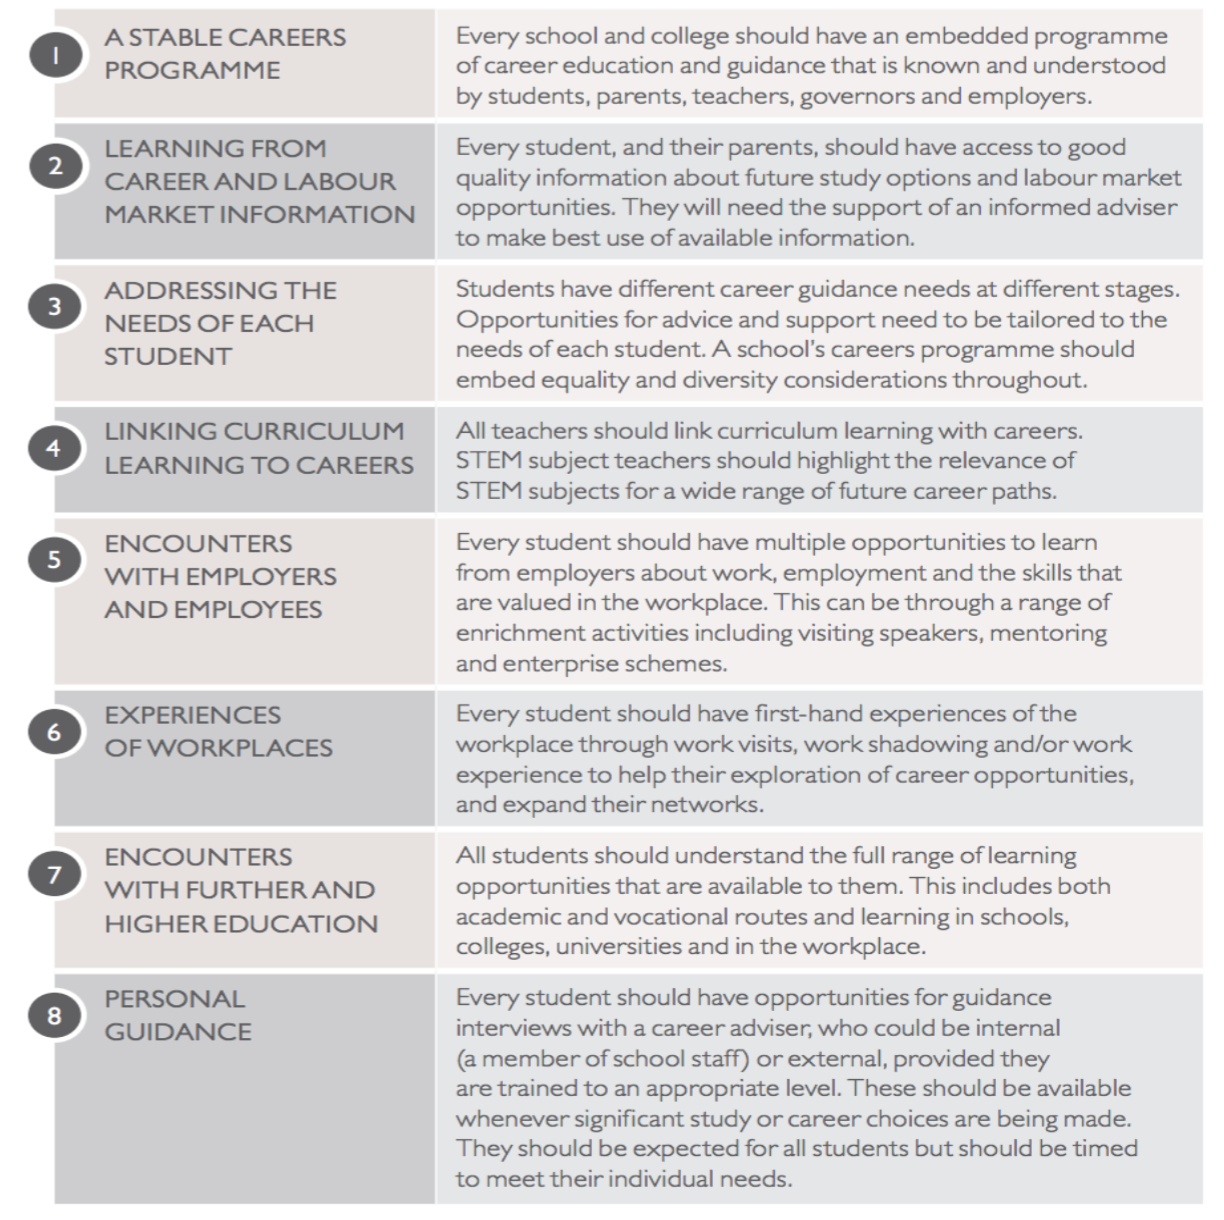 1
A STABLE CAREERS
PROGRAMME
Every school and college should have an embedded programme
of career education and guidance that is known and understood
by students, parents, teachers, governors and employers.
2
LEARNING FROM
CAREER AND LABOUR
MARKET INFORMATION
Every student, and their parents, should have access to good
quality information about future study options and labour market
opportunities. They will need the support of an informed adviser
to make best use of available information.
3
ADDRESSING THE
NEEDS OF EACH
STUDENT
Students have different career guidance needs at different stages.
Opportunities for advice and support need to be tailored to the
needs of each student. A school's careers programme should
embed equality and diversity considerations throughout.
4
LINKING CURRICULUM
LEARNING TO CAREERS
All teachers should link curriculum learning with careers.
STEM subject teachers should highlight the relevance of
STEM subjects for a wide range of future career paths.
5
ENCOUNTERS
WITH EMPLOYERS
AND EMPLOYEES
Every student should have multiple opportunities to learn
from employers about work, employment and the skills that
are valued in the workplace. This can be through a range of
enrichment activities including visiting speakers, mentoring
and enterprise schemes.
6
EXPERIENCES
OF WORKPLACES
Every student should have first-hand experiences of the
workplace through work visits, work shadowing and/or work
experience to help their exploration of career opportunities,
and expand their networks.
7
ENCOUNTERS
WITH FURTHER AND
HIGHER EDUCATION
All students should understand the full range of learning
opportunities that are available to them. This includes both
academic and vocational routes and learning in schools,
colleges, universities and in the workplace.
8
PERSONAL
GUIDANCE
Every student should have opportunities for guidance
interviews with a career adviser, who could be internal
(a member of school staff) or external, provided they
are trained to an appropriate level. These should be available
whenever significant study or career choices are being made.
They should be expected for all students but should be timed
to meet their individual needs.